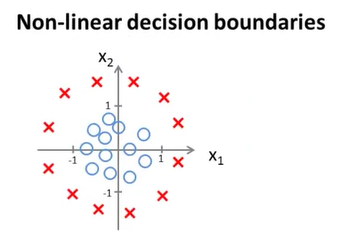 Non-linear decision boundaries
x₂
1
-1
1
x₁
-1